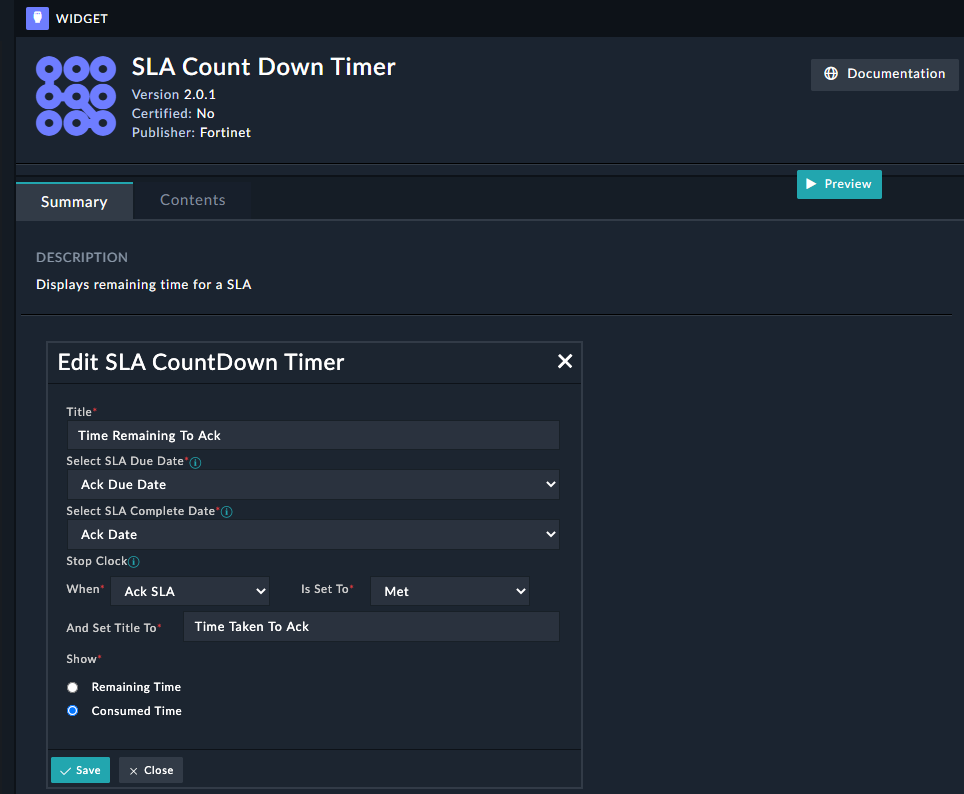 WIDGET
SLA Count Down Timer
Version 2.0.1
Certified: No
Publisher: Fortinet
Documentation
Preview
Summary
Contents
DESCRIPTION
Displays remaining time for a SLA
Edit SLA CountDown Timer
Title*
Time Remaining To Ack
Select SLA Due Date*
Ack Due Date
Select SLA Complete Date*
Ack Date
Stop Clock
When* Ack SLA Is Set To* Met
And Set Title To* Time Taken To Ack
Show*
Remaining Time
Consumed Time
Save Close